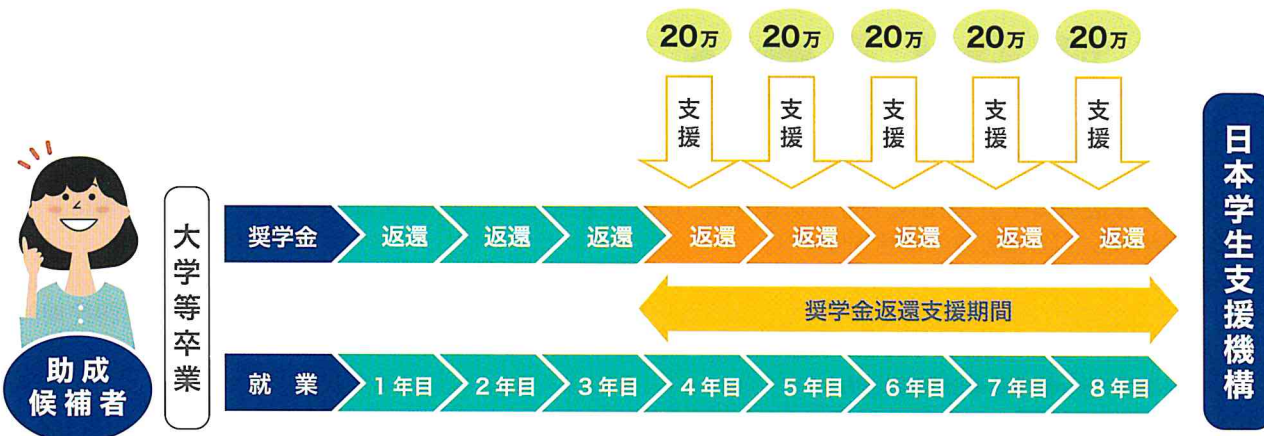 20万 20万 20万 20万 20万
支援 支援 支援 支援 支援
奨学金 返還 返還 返還 返還 返還 返還 返還 返還
奨学金返還支援期間
就業 1年目 2年目 3年目 4年目 5年目 6年目 7年目 8年目
大学等卒業
助成
候補者
日本学生支援機構